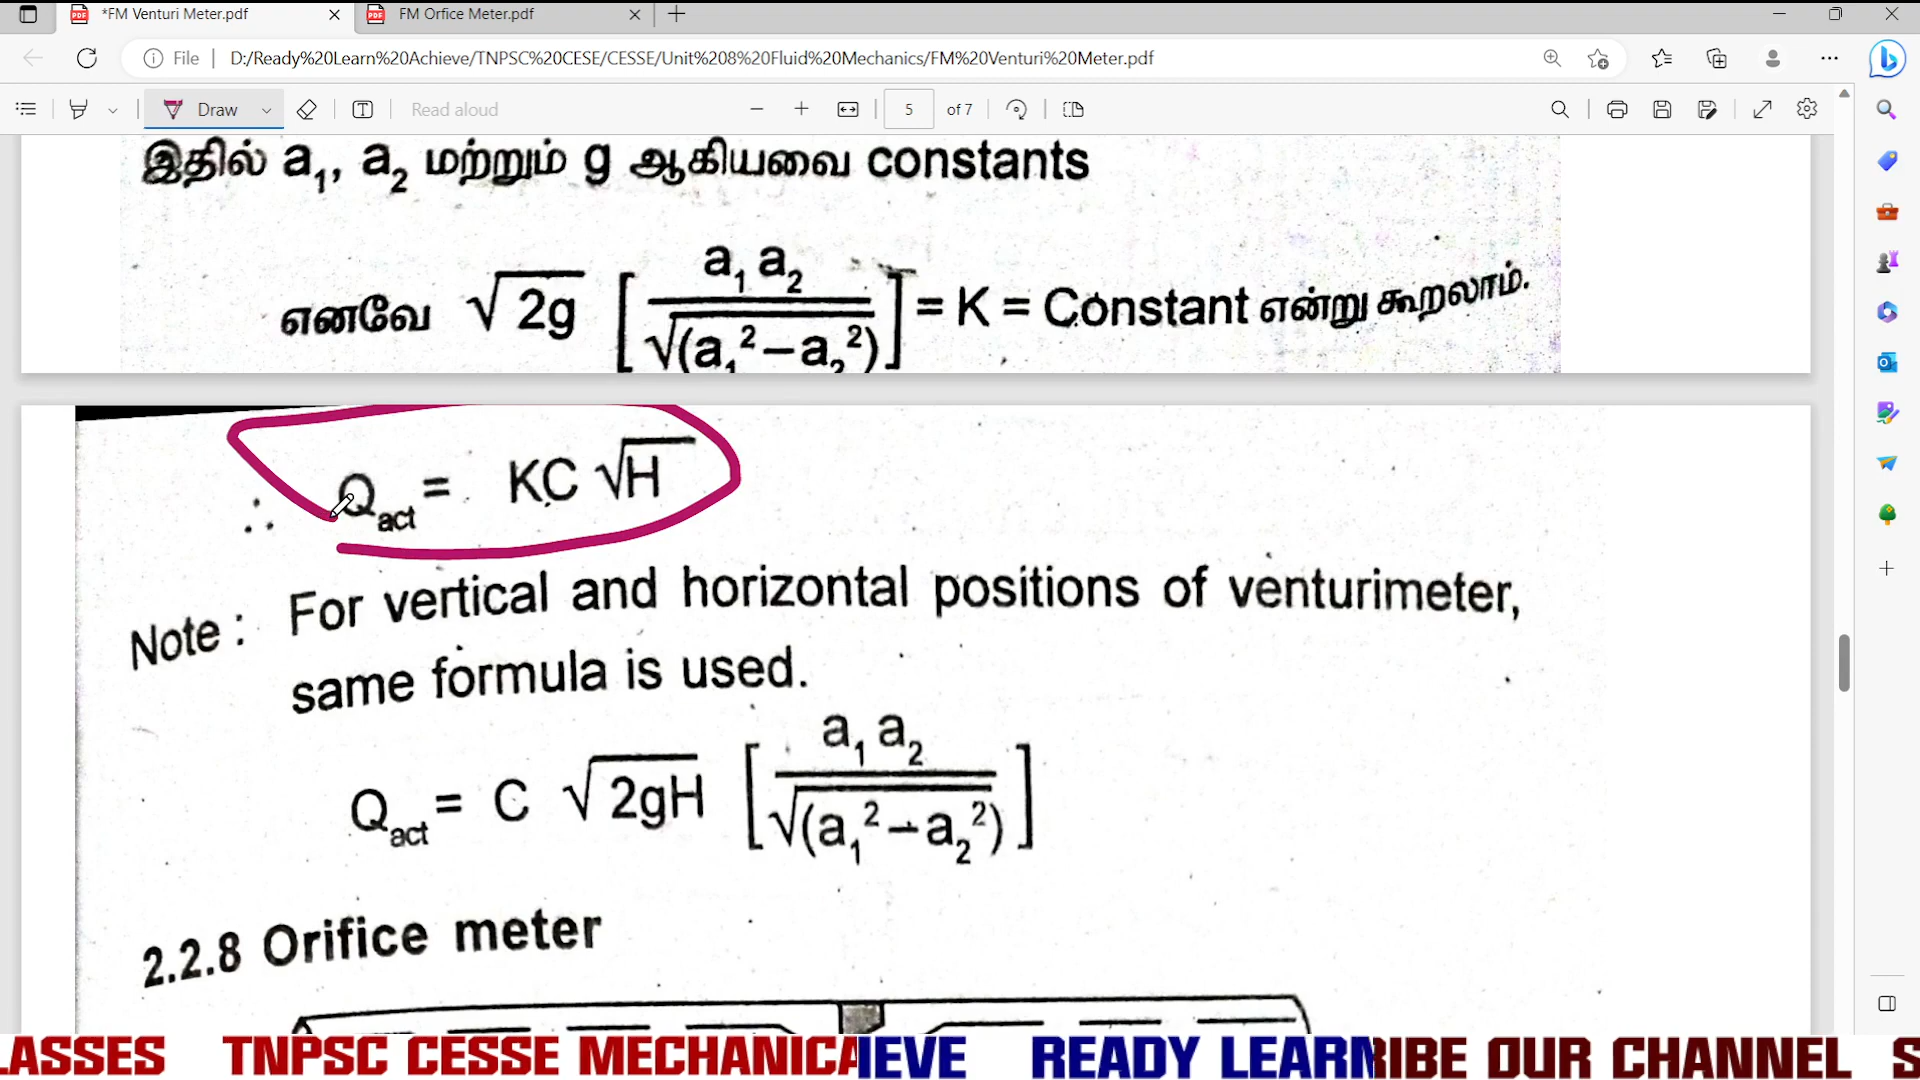 *FM Venturi Meter.pdf
FM Orfice Meter.pdf
File
D:/Ready%20Learn%20Achieve/TNPSC%20CESE/CESSE/Unit%208%20Fluid%20Mechanics/FM%20Venturi%20Meter.pdf
Draw
Read aloud
5 of 7
இதில் a₁, a₂ மற்றும் g ஆகியவை constants
எனவே √2g [a₁ a₂ / √(a₁² – a₂²)] = K = Constant என்று கூறலாம்.
∴ Qact = KC √H
Note : For vertical and horizontal positions of venturimeter,
same formula is used.
Qact = C √2gH [a₁ a₂ / √(a₁² – a₂²)]
2.2.8 Orifice meter
LASSES TNPSC CESSE MECHANICA IEVE READY LEARN RIBE OUR CHANNEL S